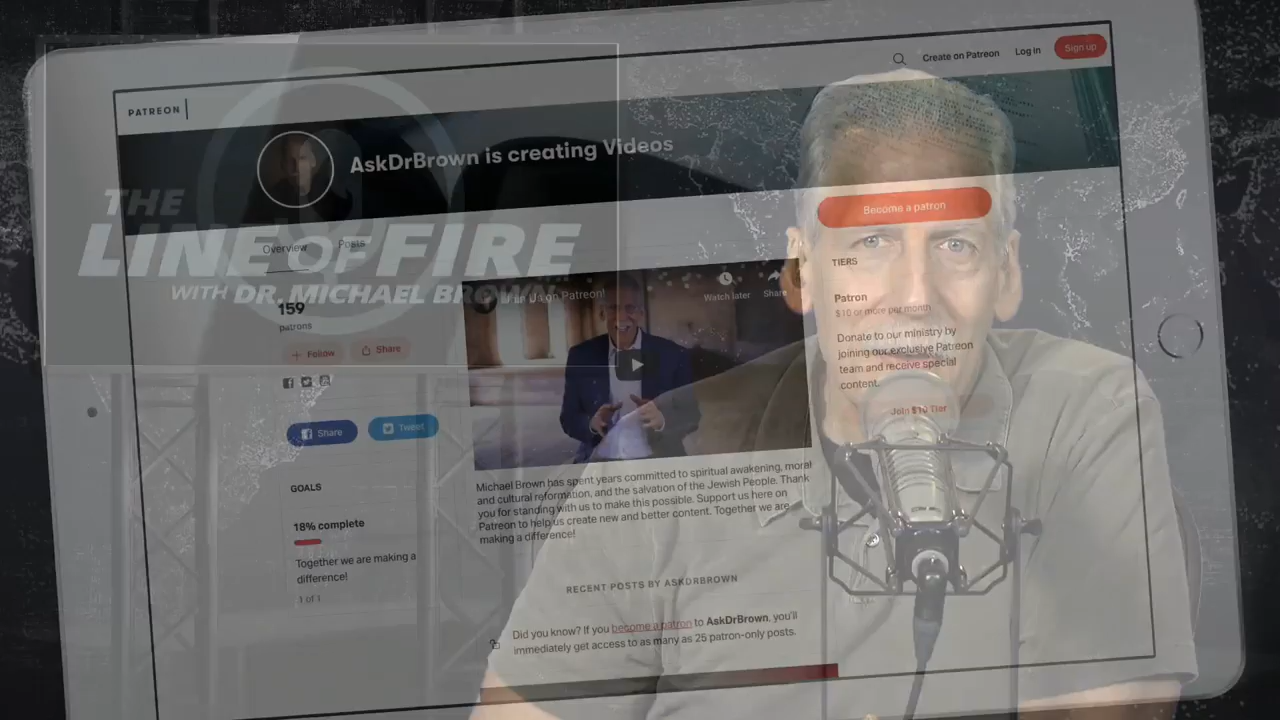 PATREON
Create on Patreon
Log in
Sign up
AskDrBrown is creating Videos
THE
LINE OF FIRE
WITH DR. MICHAEL BROWN
Overview
Posts
159
patrons
Follow
Share
Share
Tweet
GOALS
18% complete
Together we are making a
difference!
1 of 1
Join Us on Patreon!
Watch later
Share
Michael Brown has spent years committed to spiritual awakening, moral
and cultural reformation, and the salvation of the Jewish People. Thank
you for standing with us to make this possible. Support us here on
Patreon to help us create new and better content. Together we are
making a difference!
RECENT POSTS BY ASKDRBROWN
Did you know? If you become a patron to AskDrBrown, you'll
immediately get access to as many as 25 patron-only posts.
Become a patron
TIERS
Patron
$10 or more per month
Donate to our ministry by
joining our exclusive Patreon
team and receive special
content.
Join $10 Tier